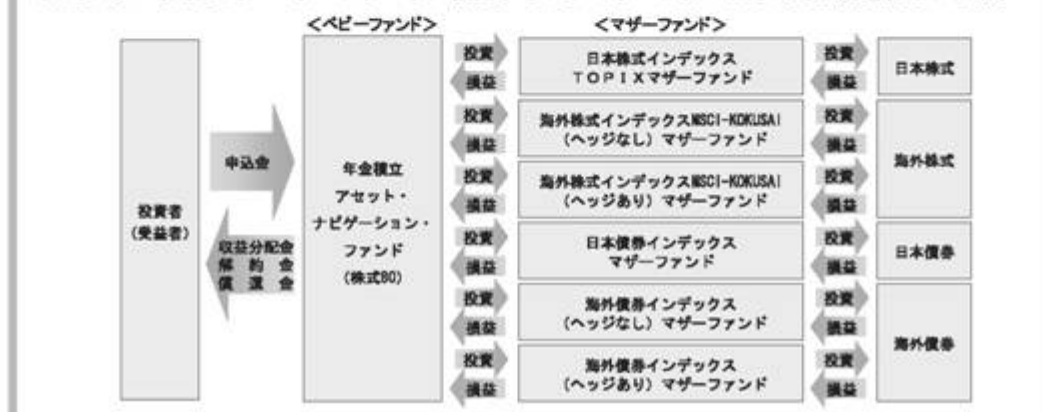 <ベビーファンド>
<マザーファンド>
投資者
(受益者)
申込金
収益分配金
解約金
償還金
年金積立
アセット・
ナビゲーション・
ファンド
(株式80)
投資
損益
日本株式インデックス
TOPIXマザーファンド
投資
損益
日本株式
投資
損益
海外株式インデックスMSCI-KOKUSAI
(ヘッジなし) マザーファンド
投資
損益
海外株式
投資
損益
海外株式インデックスMSCI-KOKUSAI
(ヘッジあり) マザーファンド
投資
損益
投資
損益
日本債券インデックス
マザーファンド
投資
損益
日本債券
投資
損益
海外債券インデックス
(ヘッジなし) マザーファンド
投資
損益
海外債券
投資
損益
海外債券インデックス
(ヘッジあり) マザーファンド
投資
損益